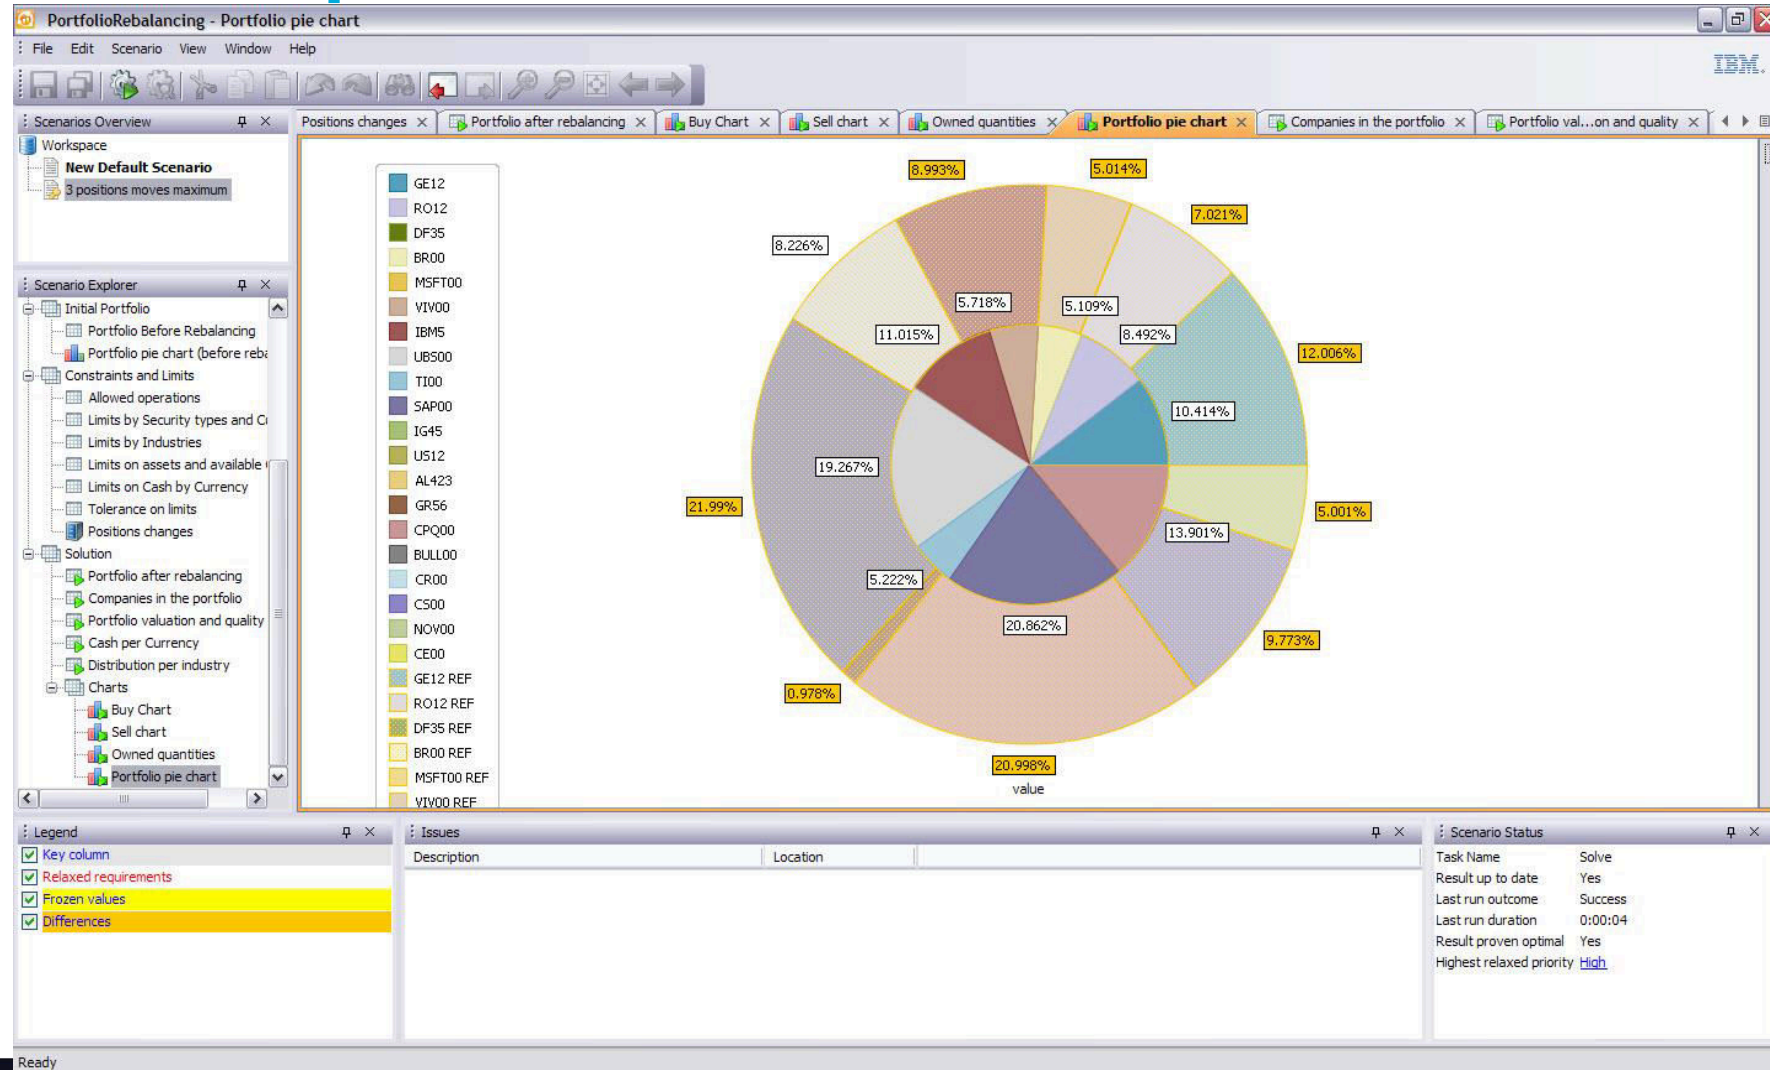 PortfolioRebalancing - Portfolio pie chart
File Edit Scenario View Window Help
IBM.
Scenarios Overview
Positions changes Portfolio after rebalancing Buy Chart Sell chart Owned quantities Portfolio pie chart Companies in the portfolio Portfolio val...on and quality
Workspace
New Default Scenario
3 positions moves maximum
Scenario Explorer
Initial Portfolio
Portfolio Before Rebalancing
Portfolio pie chart (before reba
Constraints and Limits
Allowed operations
Limits by Security types and Cu
Limits by Industries
Limits on assets and available
Limits on Cash by Currency
Tolerance on limits
Positions changes
Solution
Portfolio after rebalancing
Companies in the portfolio
Portfolio valuation and quality
Cash per Currency
Distribution per industry
Charts
Buy Chart
Sell chart
Owned quantities
Portfolio pie chart
GE12
RO12
DF35
BR00
MSFT00
VIV00
IBM5
UBS00
TI00
SAP00
IG45
US12
AL423
GR56
CPQ00
BULL00
CR00
CS00
NOV00
CE00
GE12 REF
RO12 REF
DF35 REF
BR00 REF
MSFT00 REF
VIV00 REF
8.993%
5.014%
7.021%
8.226%
5.718%
5.109%
11.015%
8.492%
12.006%
10.414%
19.267%
21.99%
5.001%
13.901%
5.222%
20.862%
9.773%
0.978%
20.998%
value
Legend
Key column
Relaxed requirements
Frozen values
Differences
Issues
Description Location
Scenario Status
Task Name Solve
Result up to date Yes
Last run outcome Success
Last run duration 0:00:04
Result proven optimal Yes
Highest relaxed priority High
Ready